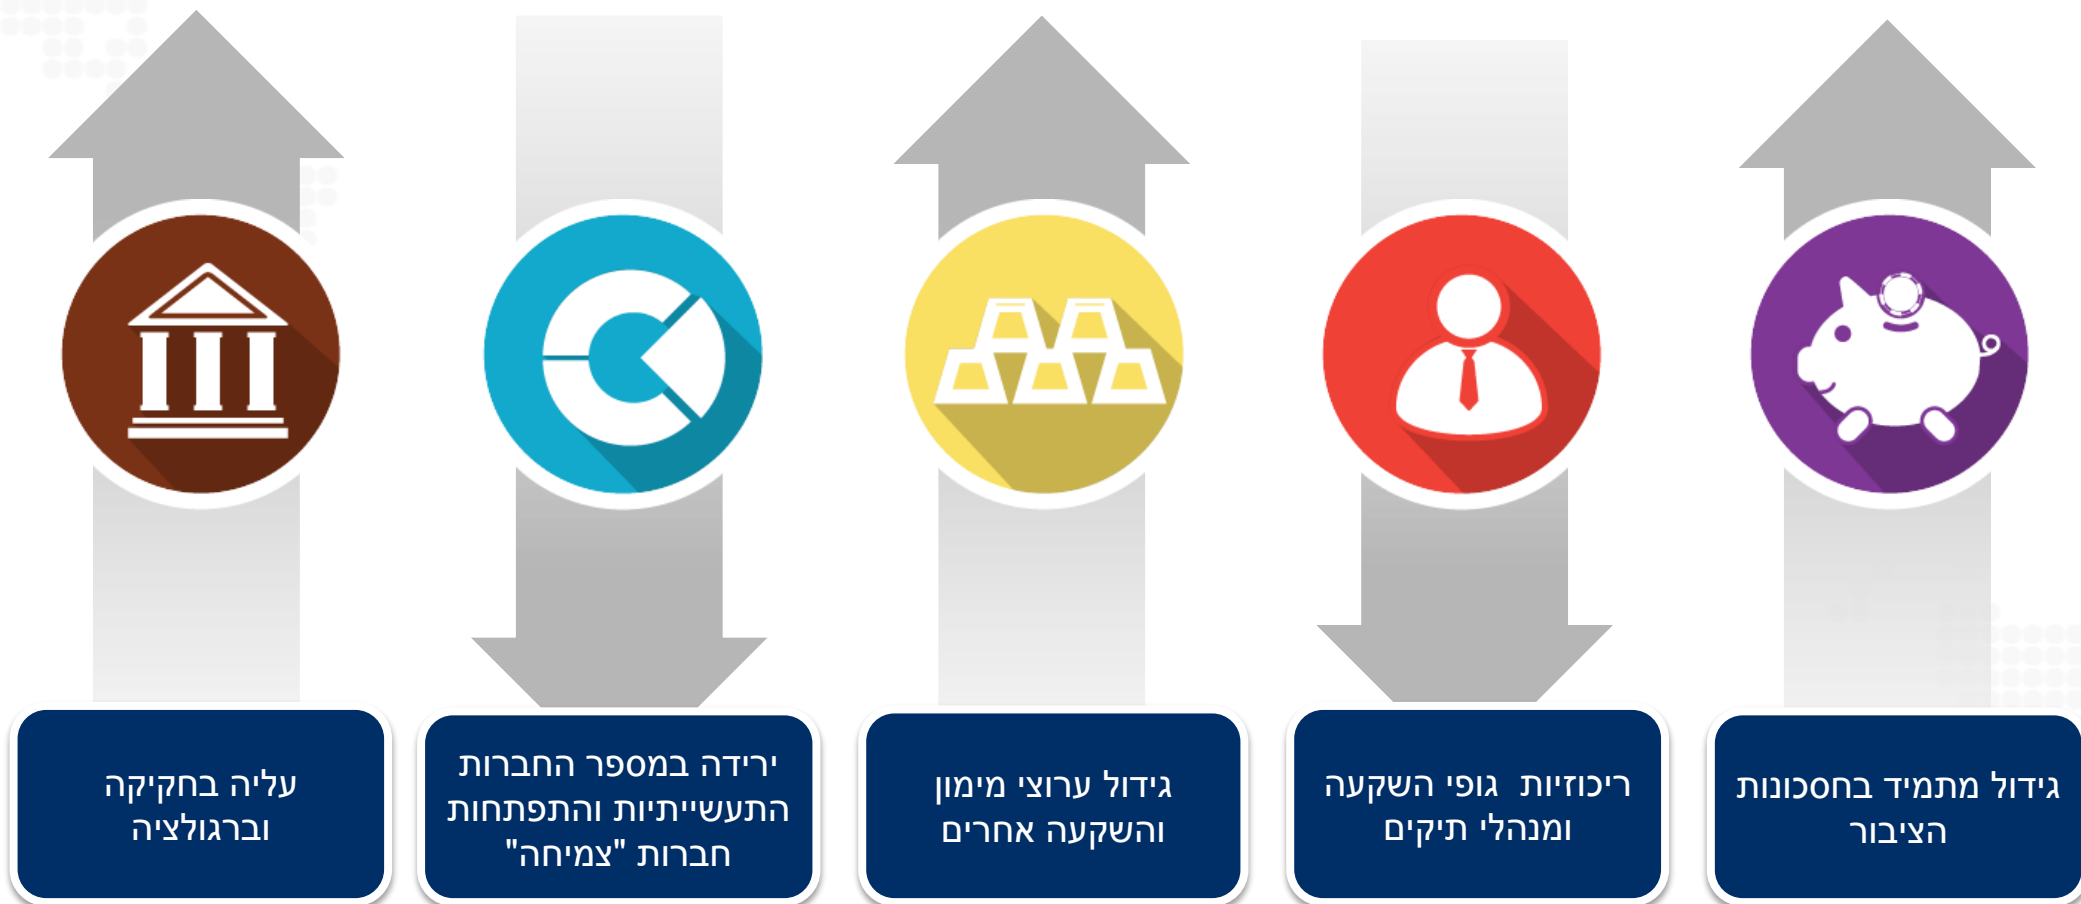 גידול מתמיד בחסכונות
הציבור
ריכוזיות גופי השקעה
ומנהלי תיקים
גידול ערוצי מימון
והשקעה אחרים
ירידה במספר החברות
התעשייתיות והתפתחות
חברות "צמיחה"
עליה בחקיקה
וברגולציה